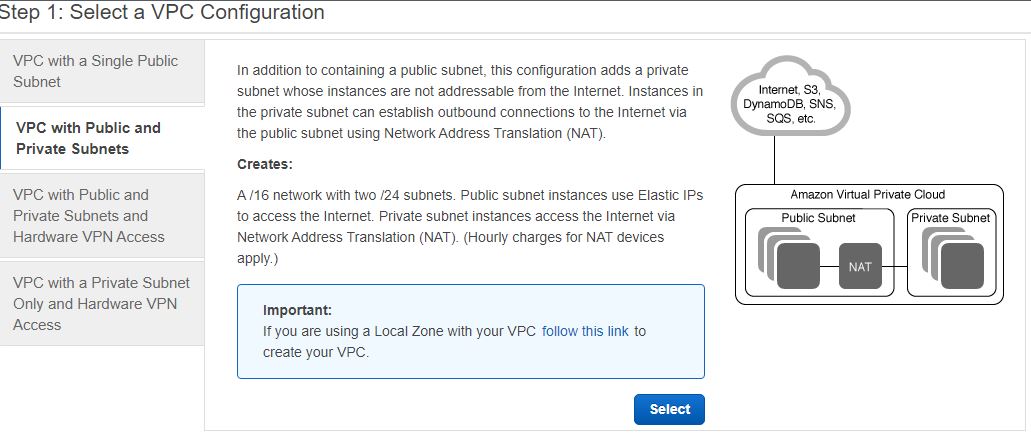 Step 1: Select a VPC Configuration
VPC with a Single Public
Subnet
VPC with Public and
Private Subnets
VPC with Public and
Private Subnets and
Hardware VPN Access
VPC with a Private Subnet
Only and Hardware VPN
Access
In addition to containing a public subnet, this configuration adds a private
subnet whose instances are not addressable from the Internet. Instances in
the private subnet can establish outbound connections to the Internet via
the public subnet using Network Address Translation (NAT).
Creates:
A /16 network with two /24 subnets. Public subnet instances use Elastic IPs
to access the Internet. Private subnet instances access the Internet via
Network Address Translation (NAT). (Hourly charges for NAT devices
apply.)
Important:
If you are using a Local Zone with your VPC follow this link to
create your VPC.
Select
Internet, S3,
DynamoDB, SNS,
SQS, etc.
Amazon Virtual Private Cloud
Public Subnet
Private Subnet
NAT